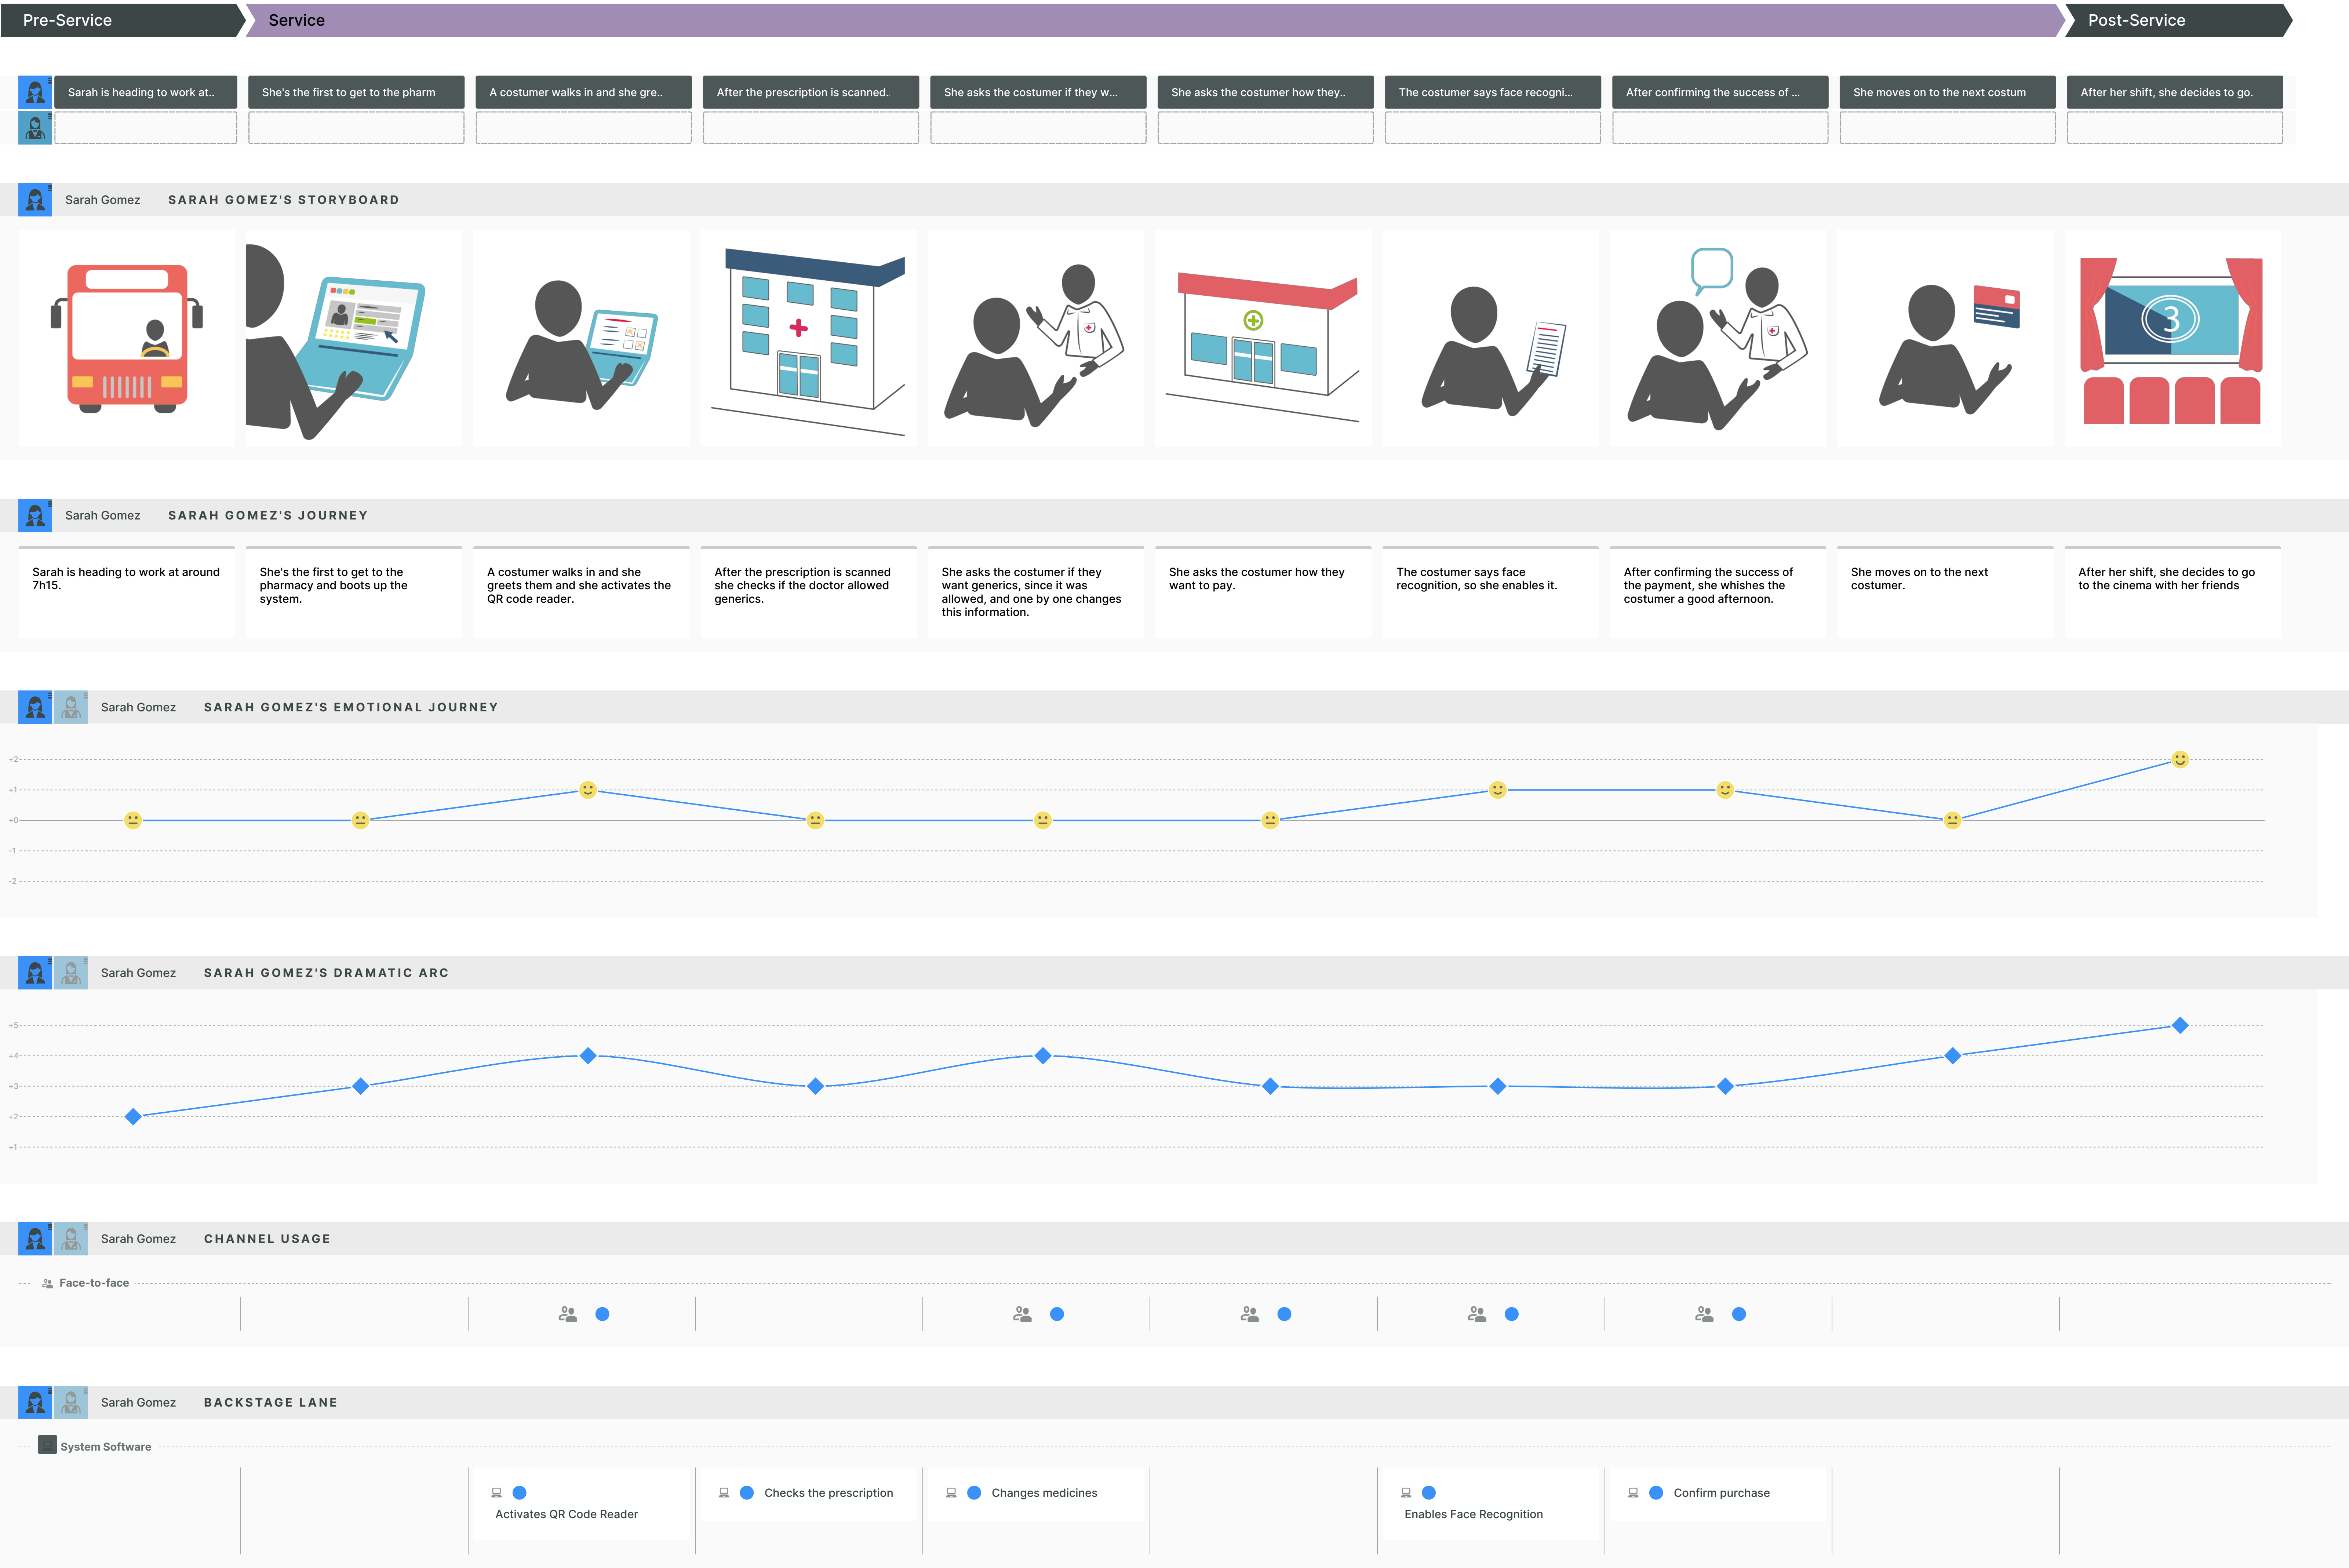 Pre-Service
Service
Post-Service
Sarah is heading to work at..
She's the first to get to the pharm
A costumer walks in and she gre..
After the prescription is scanned.
She asks the costumer if they w...
She asks the costumer how they..
The costumer says face recogni...
After confirming the success of ...
She moves on to the next costum
After her shift, she decides to go.
Sarah Gomez
SARAH GOMEZ'S STORYBOARD
3
Sarah Gomez
SARAH GOMEZ'S JOURNEY
Sarah is heading to work at around
7h15.
She's the first to get to the
pharmacy and boots up the
system.
A costumer walks in and she
greets them and she activates the
QR code reader.
After the prescription is scanned
she checks if the doctor allowed
generics.
She asks the costumer if they
want generics, since it was
allowed, and one by one changes
this information.
She asks the costumer how they
want to pay.
The costumer says face
recognition, so she enables it.
After confirming the success of
the payment, she whishes the
costumer a good afternoon.
She moves on to the next
costumer.
After her shift, she decides to go
to the cinema with her friends
Sarah Gomez
SARAH GOMEZ'S EMOTIONAL JOURNEY
+2
+1
+0
-1
-2
Sarah Gomez
SARAH GOMEZ'S DRAMATIC ARC
+5
+4
+3
+2
+1
Sarah Gomez
CHANNEL USAGE
Face-to-face
Sarah Gomez
BACKSTAGE LANE
System Software
Activates QR Code Reader
Checks the prescription
Changes medicines
Enables Face Recognition
Confirm purchase